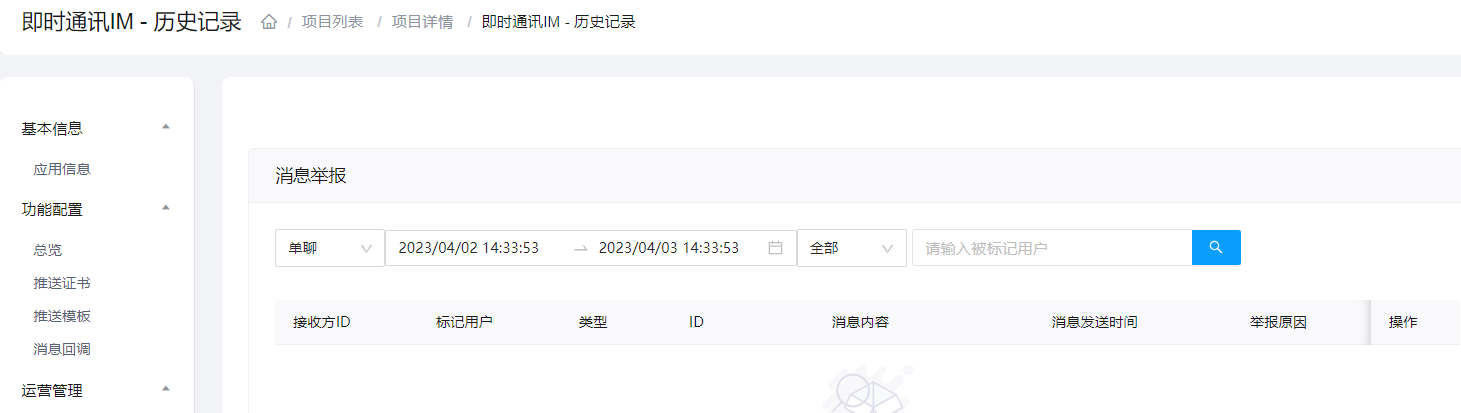 即时通讯IM - 历史记录 / 项目列表 / 项目详情 / 即时通讯IM - 历史记录
基本信息
应用信息
功能配置
总览
推送证书
推送模板
消息回调
运营管理
消息举报
单聊 2023/04/02 14:33:53 → 2023/04/03 14:33:53 全部 请输入被标记用户
接收方ID 标记用户 类型 ID 消息内容 消息发送时间 举报原因 操作